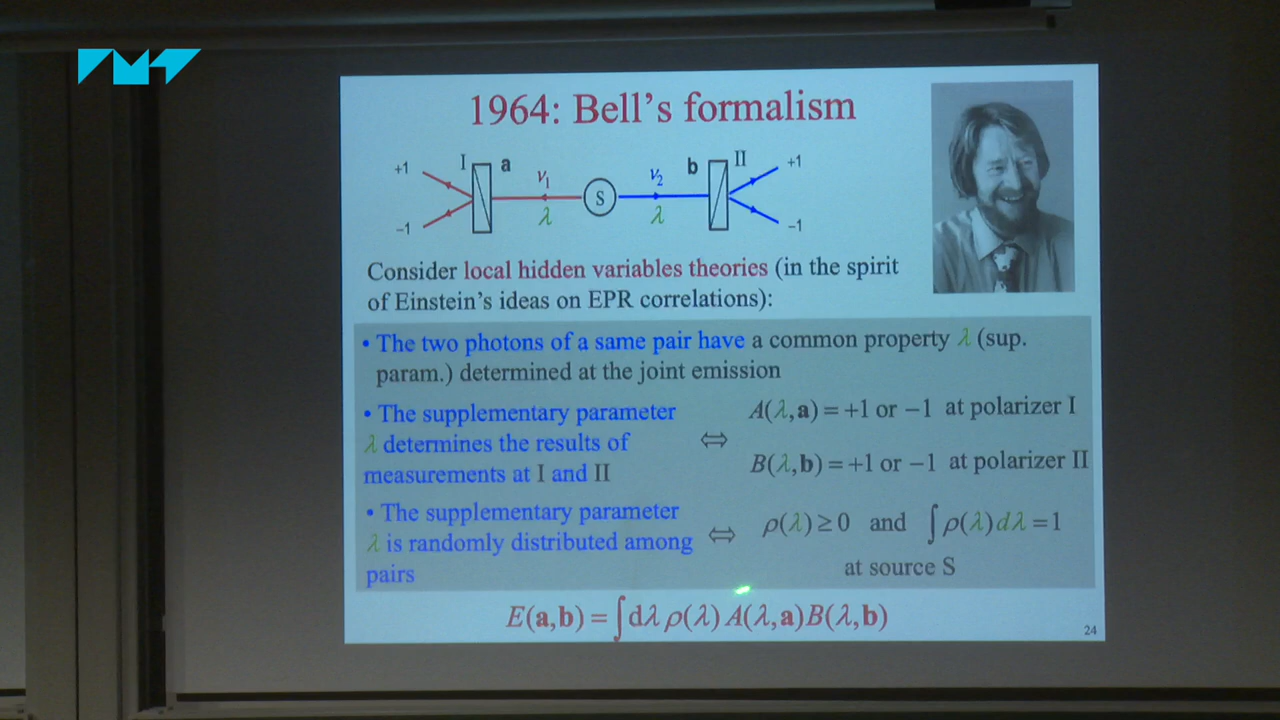 1964: Bell's formalism
+1 I a ν₁ S ν₂ b II +1
−1 λ λ −1
Consider local hidden variables theories (in the spirit
of Einstein's ideas on EPR correlations):
• The two photons of a same pair have a common property λ (sup.
param.) determined at the joint emission
• The supplementary parameter
λ determines the results of
measurements at I and II
⇔
A(λ,a) = +1 or −1 at polarizer I
B(λ,b) = +1 or −1 at polarizer II
• The supplementary parameter
λ is randomly distributed among
pairs
⇔
ρ(λ) ≥ 0 and ∫ρ(λ)dλ = 1
at source S
E(a,b) = ∫dλ ρ(λ) A(λ,a)B(λ,b)
24